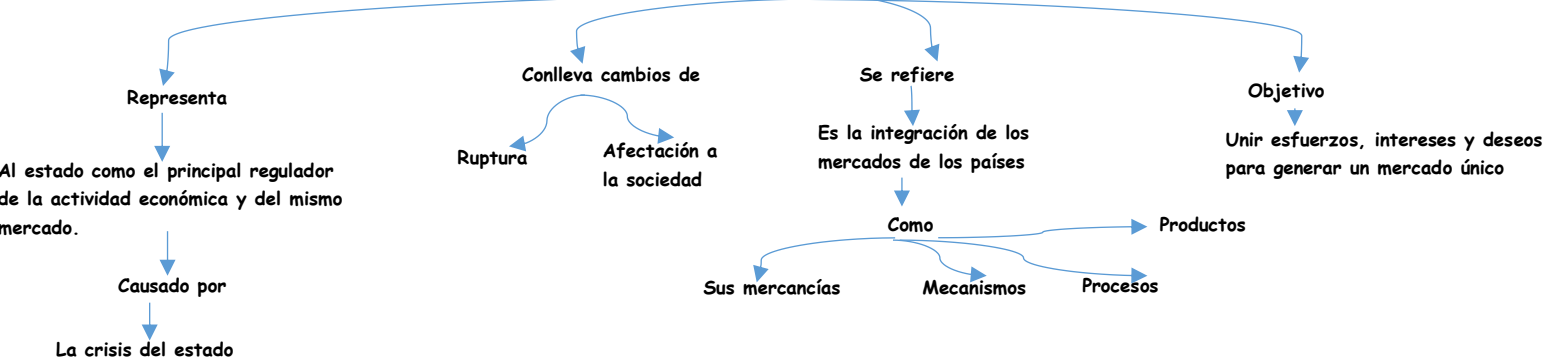 Representa
Al estado como el principal regulador
de la actividad económica y del mismo
mercado.
Causado por
La crisis del estado
Conlleva cambios de
Ruptura
Afectación a
la sociedad
Se refiere
Es la integración de los
mercados de los países
Como
Sus mercancías
Mecanismos
Procesos
Productos
Objetivo
Unir esfuerzos, intereses y deseos
para generar un mercado único